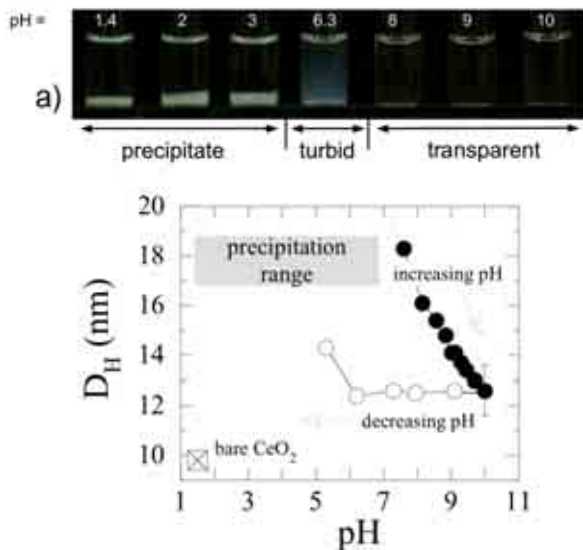 pH = 1.4 2 3 6.3 8 9 10
a)
precipitate turbid transparent
20
18
16
14
12
10
D_H (nm)
precipitation
range
increasing pH
decreasing pH
bare CeO₂
1 3 5 7 9 11
pH